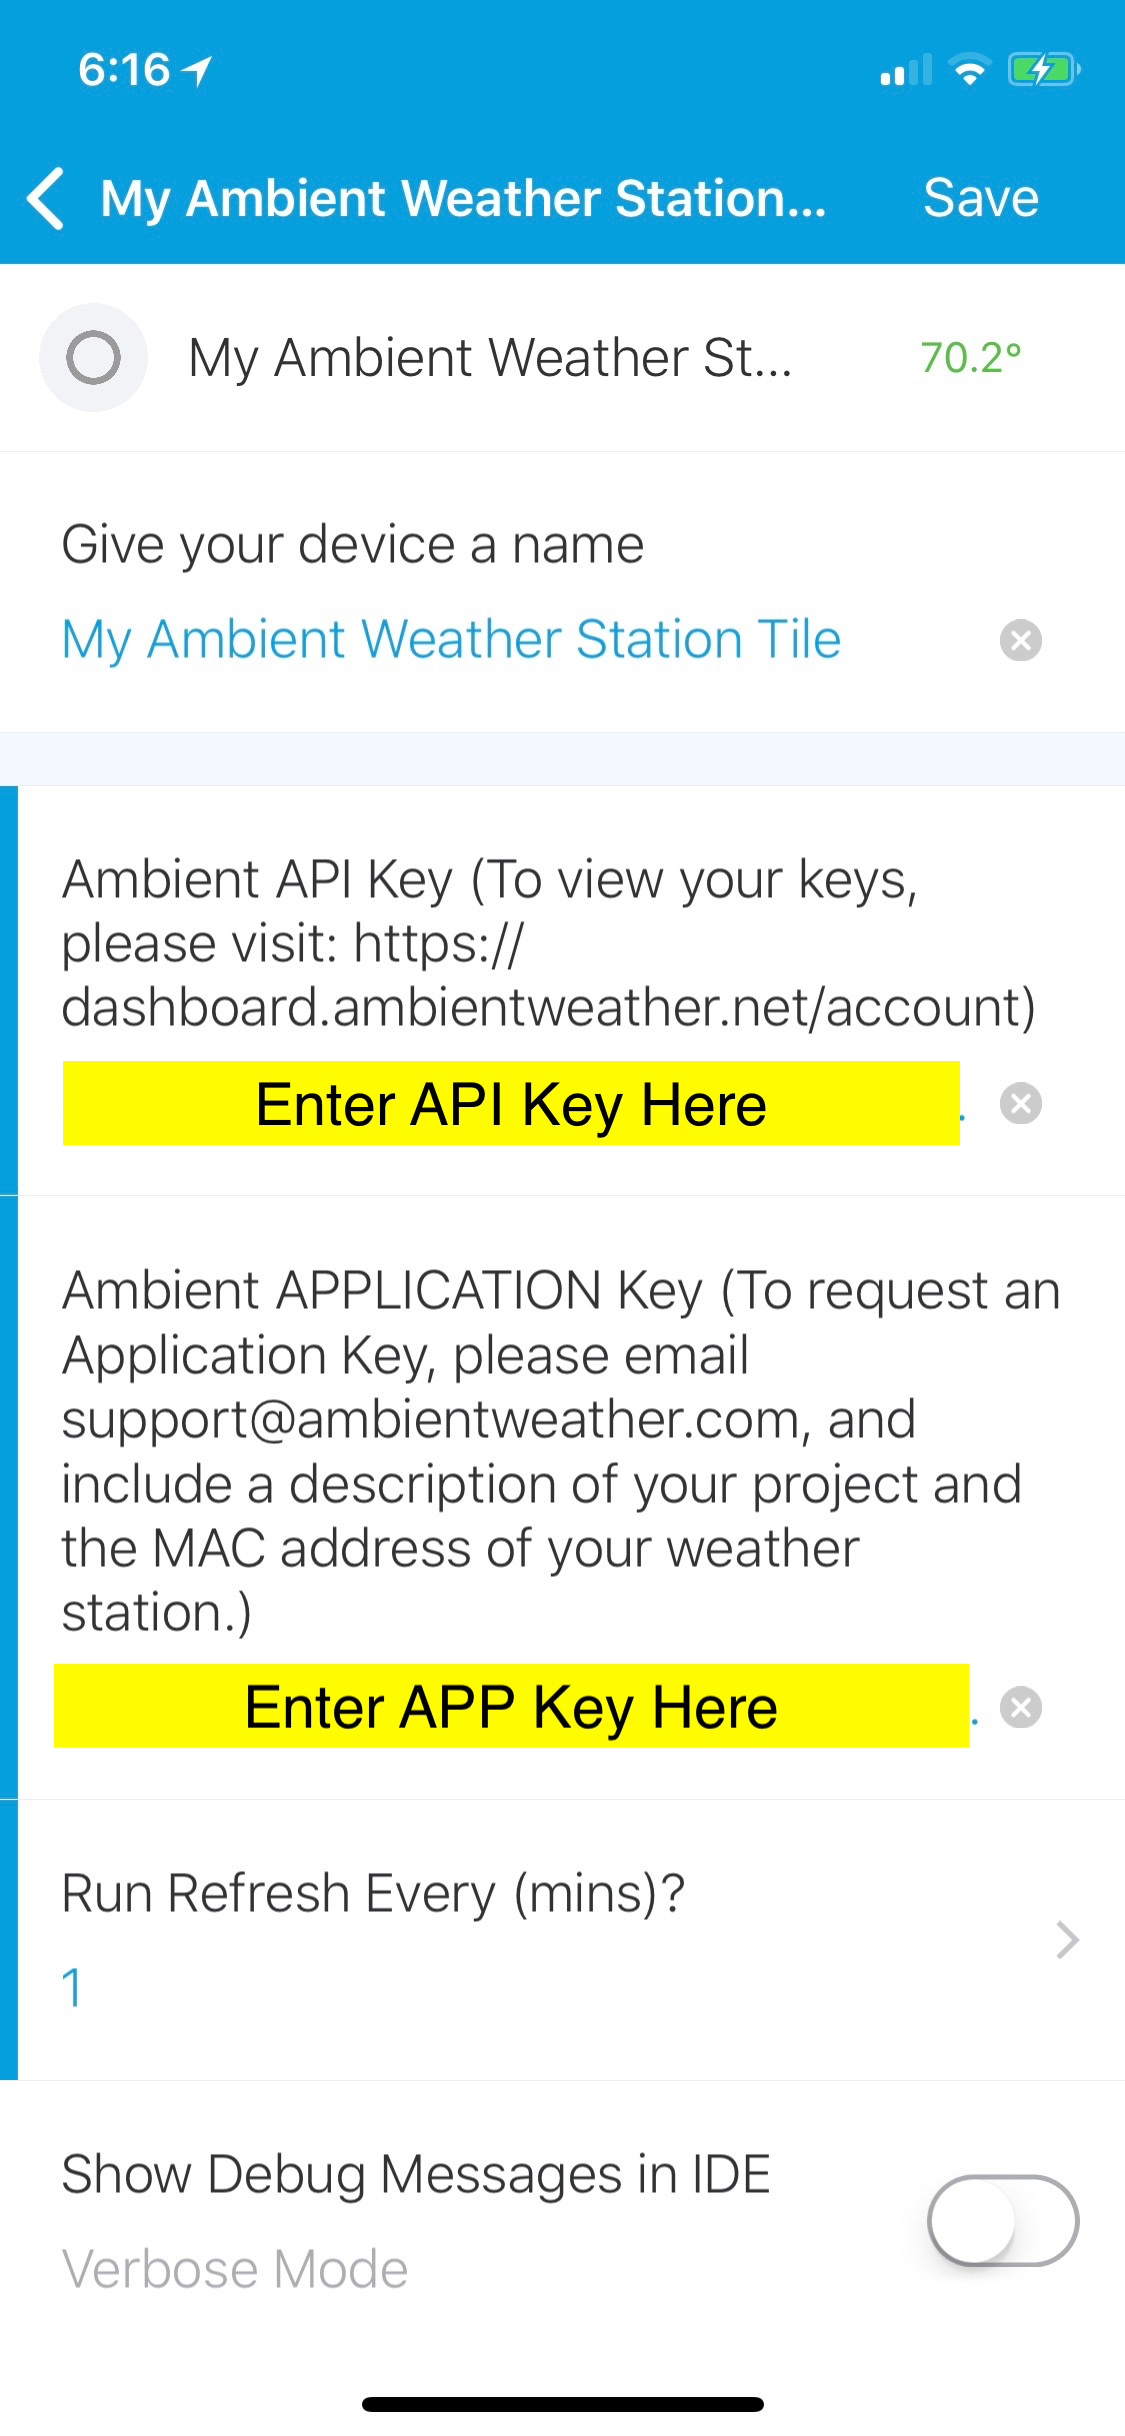 6:16
My Ambient Weather Station... Save
My Ambient Weather St... 70.2°
Give your device a name
My Ambient Weather Station Tile
Ambient API Key (To view your keys,
please visit: https://
dashboard.ambientweather.net/account)
Enter API Key Here
Ambient APPLICATION Key (To request an
Application Key, please email
support@ambientweather.com, and
include a description of your project and
the MAC address of your weather
station.)
Enter APP Key Here
Run Refresh Every (mins)?
1
Show Debug Messages in IDE
Verbose Mode